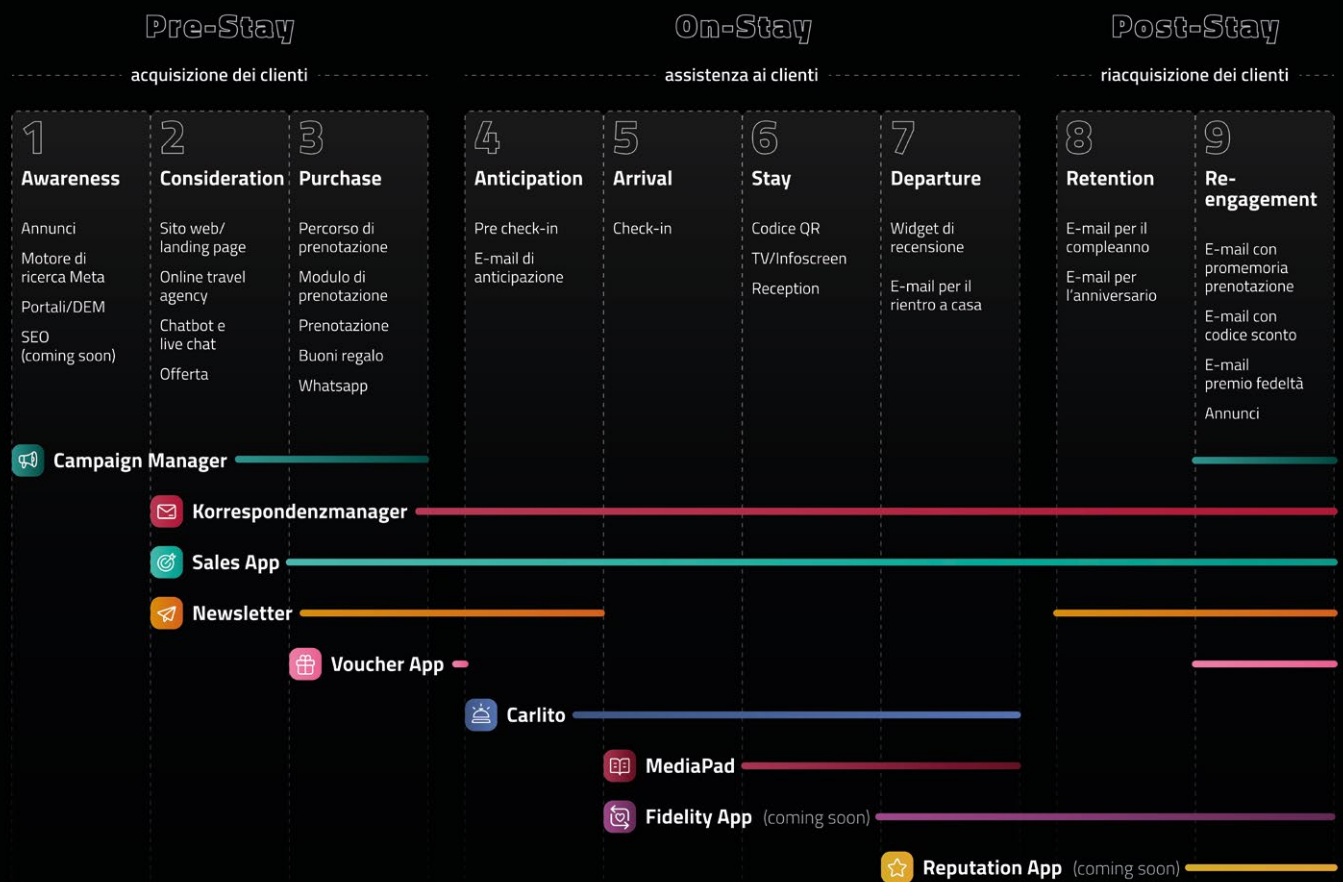 Pre-Stay
On-Stay
Post-Stay
acquisizione dei clienti
assistenza ai clienti
riacquisizione dei clienti
1
Awareness
Annunci
Motore di
ricerca Meta
Portali/DEM
SEO
(coming soon)
2
Consideration
Sito web/
landing page
Online travel
agency
Chatbot e
live chat
Offerta
3
Purchase
Percorso di
prenotazione
Modulo di
prenotazione
Prenotazione
Buoni regalo
Whatsapp
4
Anticipation
Pre check-in
E-mail di
anticipazione
5
Arrival
Check-in
6
Stay
Codice QR
TV/Infoscreen
Reception
7
Departure
Widget di
recensione
E-mail per il
rientro a casa
8
Retention
E-mail per il
compleanno
E-mail per
l'anniversario
9
Re-
engagement
E-mail con
promemoria
prenotazione
E-mail con
codice sconto
E-mail
premio fedeltà
Annunci
Campaign Manager
Korrespondenzmanager
Sales App
Newsletter
Voucher App
Carlito
MediaPad
Fidelity App (coming soon)
Reputation App (coming soon)